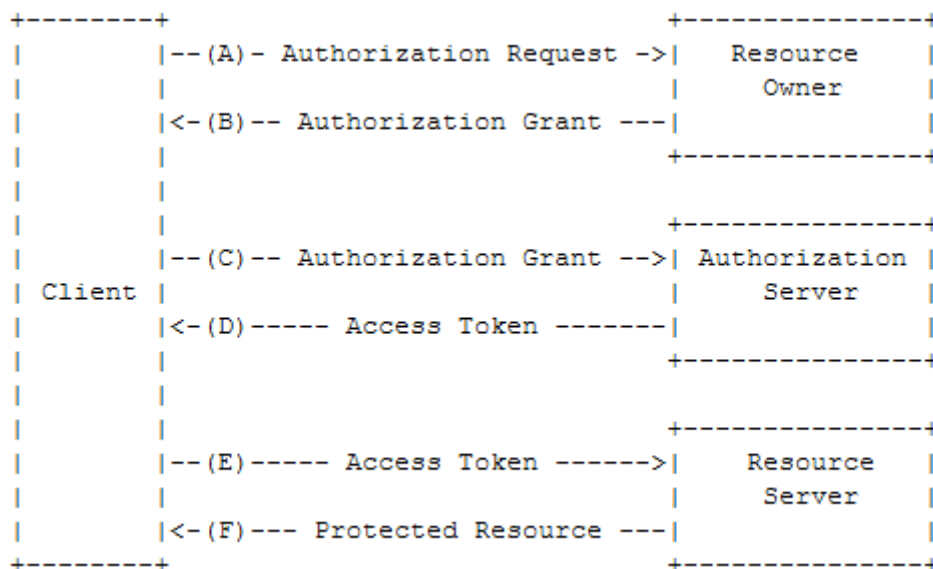 +--------+                               +---------------+
|        |--(A)- Authorization Request ->|   Resource    |
|        |                               |     Owner     |
|        |<-(B)-- Authorization Grant ---|               |
|        |                               +---------------+
|        |
|        |                               +---------------+
|        |--(C)-- Authorization Grant -->| Authorization |
| Client |                               |     Server    |
|        |<-(D)----- Access Token -------|               |
|        |                               +---------------+
|        |
|        |                               +---------------+
|        |--(E)----- Access Token ------>|    Resource   |
|        |                               |     Server    |
|        |<-(F)--- Protected Resource ---|               |
+--------+                               +---------------+